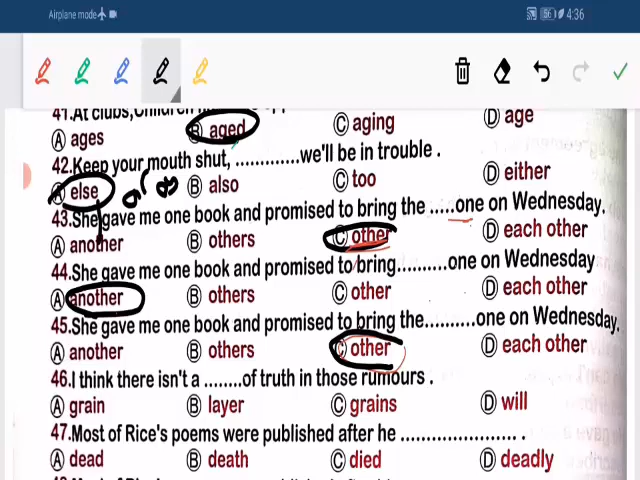 Airplane mode 56 4:36
41.At clubs,Children
A ages B aged C aging D age
42.Keep your mouth shut, .............we'll be in trouble .
A else B also C too D either
or
43.She gave me one book and promised to bring the .....one on Wednesday.
A another B others C other D each other
44.She gave me one book and promised to bring..........one on Wednesday
A another B others C other D each other
45.She gave me one book and promised to bring the..........one on Wednesday.
A another B others C other D each other
46.I think there isn't a ........of truth in those rumours .
A grain B layer C grains D will
47.Most of Rice's poems were published after he ...................... .
A dead B death C died D deadly